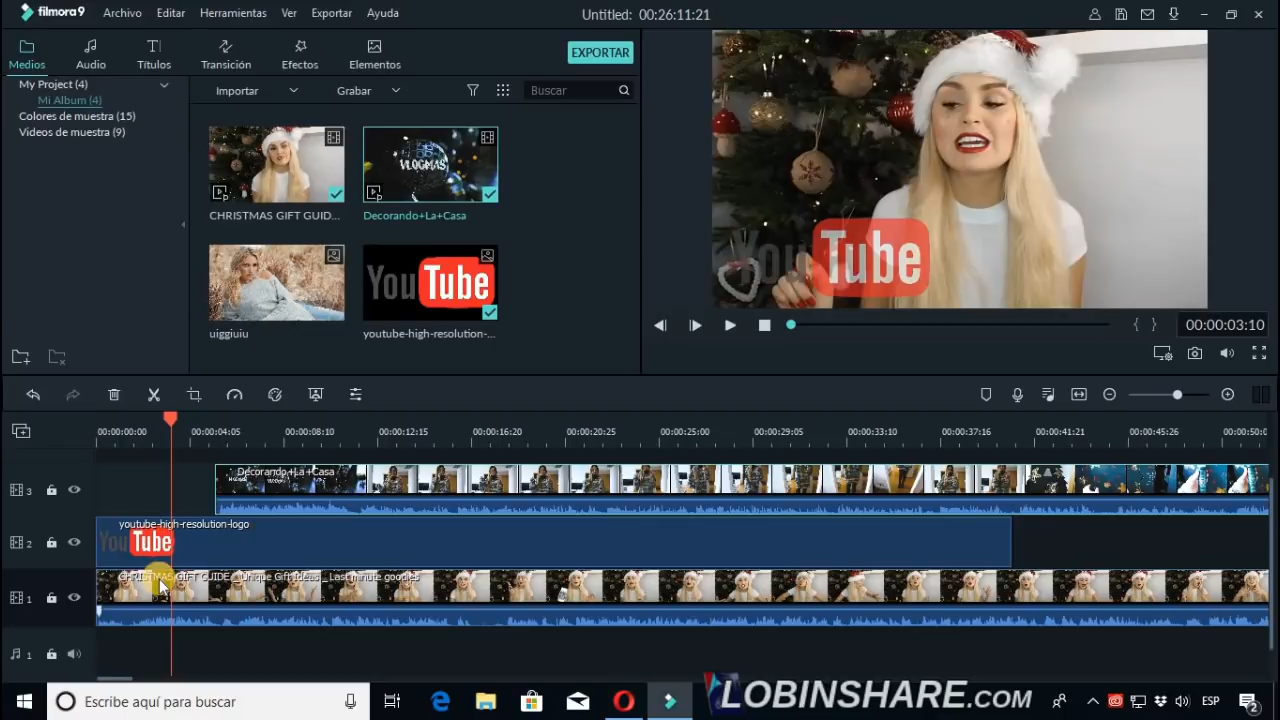 filmora9
Archivo
Editar
Herramientas
Ver
Exportar
Ayuda
Untitled: 00:26:11:21
Medios
Audio
Títulos
Transición
Efectos
Elementos
EXPORTAR
My Project (4)
Mi Album (4)
Colores de muestra (15)
Videos de muestra (9)
Importar
Grabar
Buscar
VLOGMAS
CHRISTMAS GIFT GUID...
Decorando+La+Casa
YouTube
uiggiuiu
youtube-high-resolution-...
YouTube
00:00:03:10
00:00:00:00
00:00:04:05
00:00:08:10
00:00:12:15
00:00:16:20
00:00:20:25
00:00:25:00
00:00:29:05
00:00:33:10
00:00:37:16
00:00:41:21
00:00:45:26
00:00:50:0
Decorando+La+Casa
3
youtube-high-resolution-logo
YouTube
2
CHRISTMAS GIFT GUIDE _ Unique Gift Ideas _ Last minute goodies
1
1
Escribe aquí para buscar
LOBINSHARE.COM
ESP
2